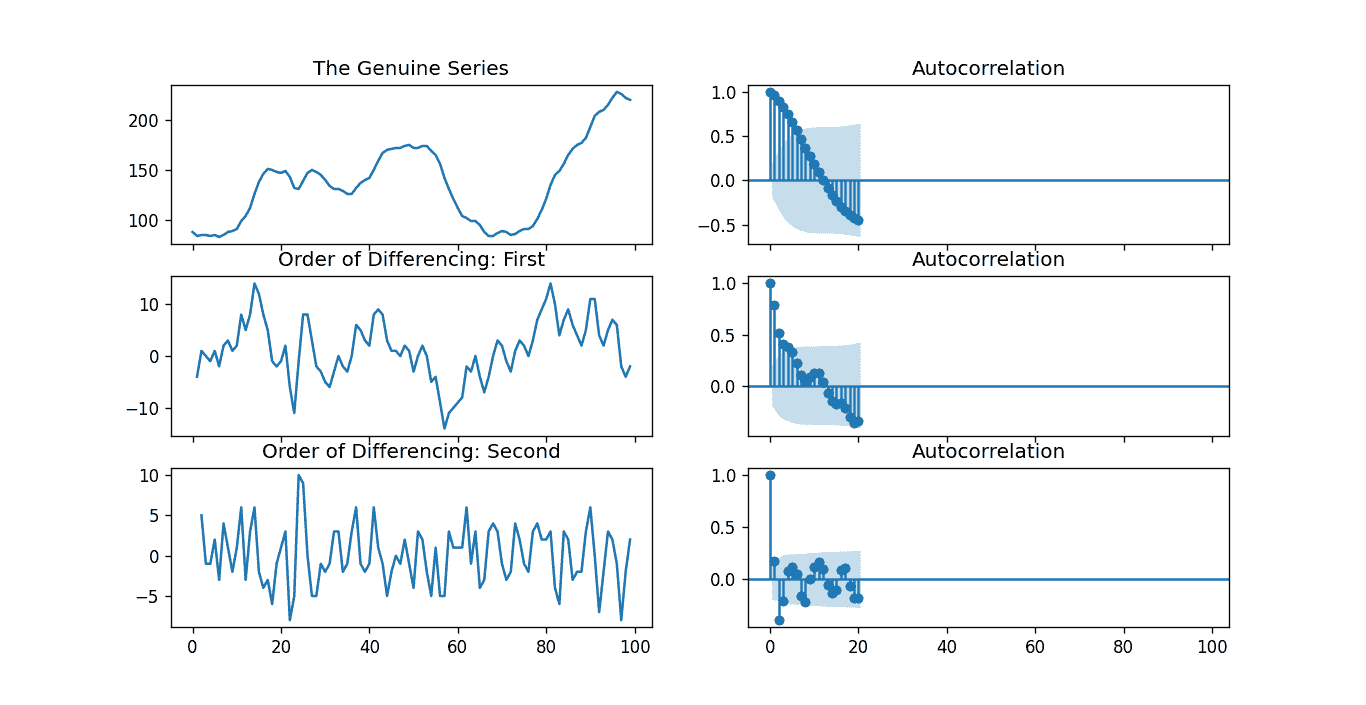 The Genuine Series
Autocorrelation
200
150
100
1.0
0.5
0.0
−0.5
Order of Differencing: First
Autocorrelation
10
0
−10
1.0
0.5
0.0
Order of Differencing: Second
Autocorrelation
10
5
0
−5
1.0
0.5
0.0
0 20 40 60 80 100
0 20 40 60 80 100